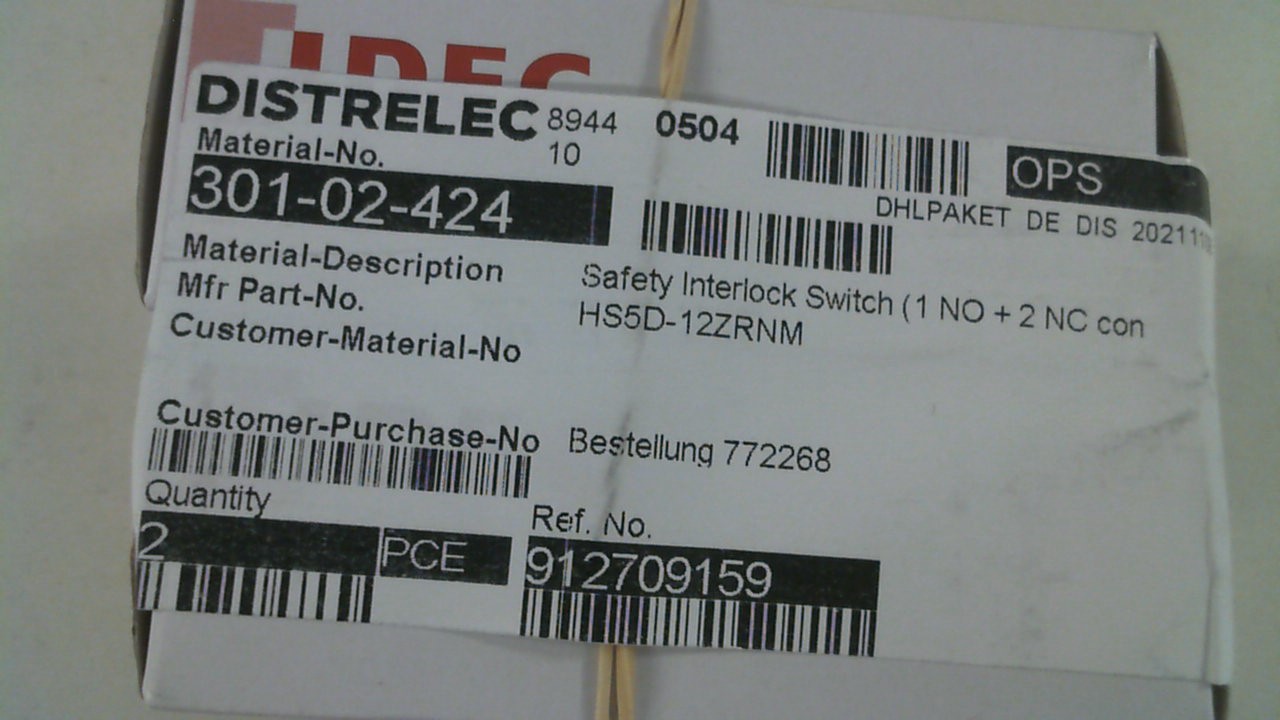 IDEC
DISTRELEC 8944 0504 OPS
10
Material-No.
301-02-424
DHLPAKET DE DIS 202111
Material-Description Safety Interlock Switch (1 NO + 2 NC con
Mfr Part-No. HS5D-12ZRNM
Customer-Material-No
Customer-Purchase-No Bestellung 772268
Quantity Ref. No.
2 PCE 912709159